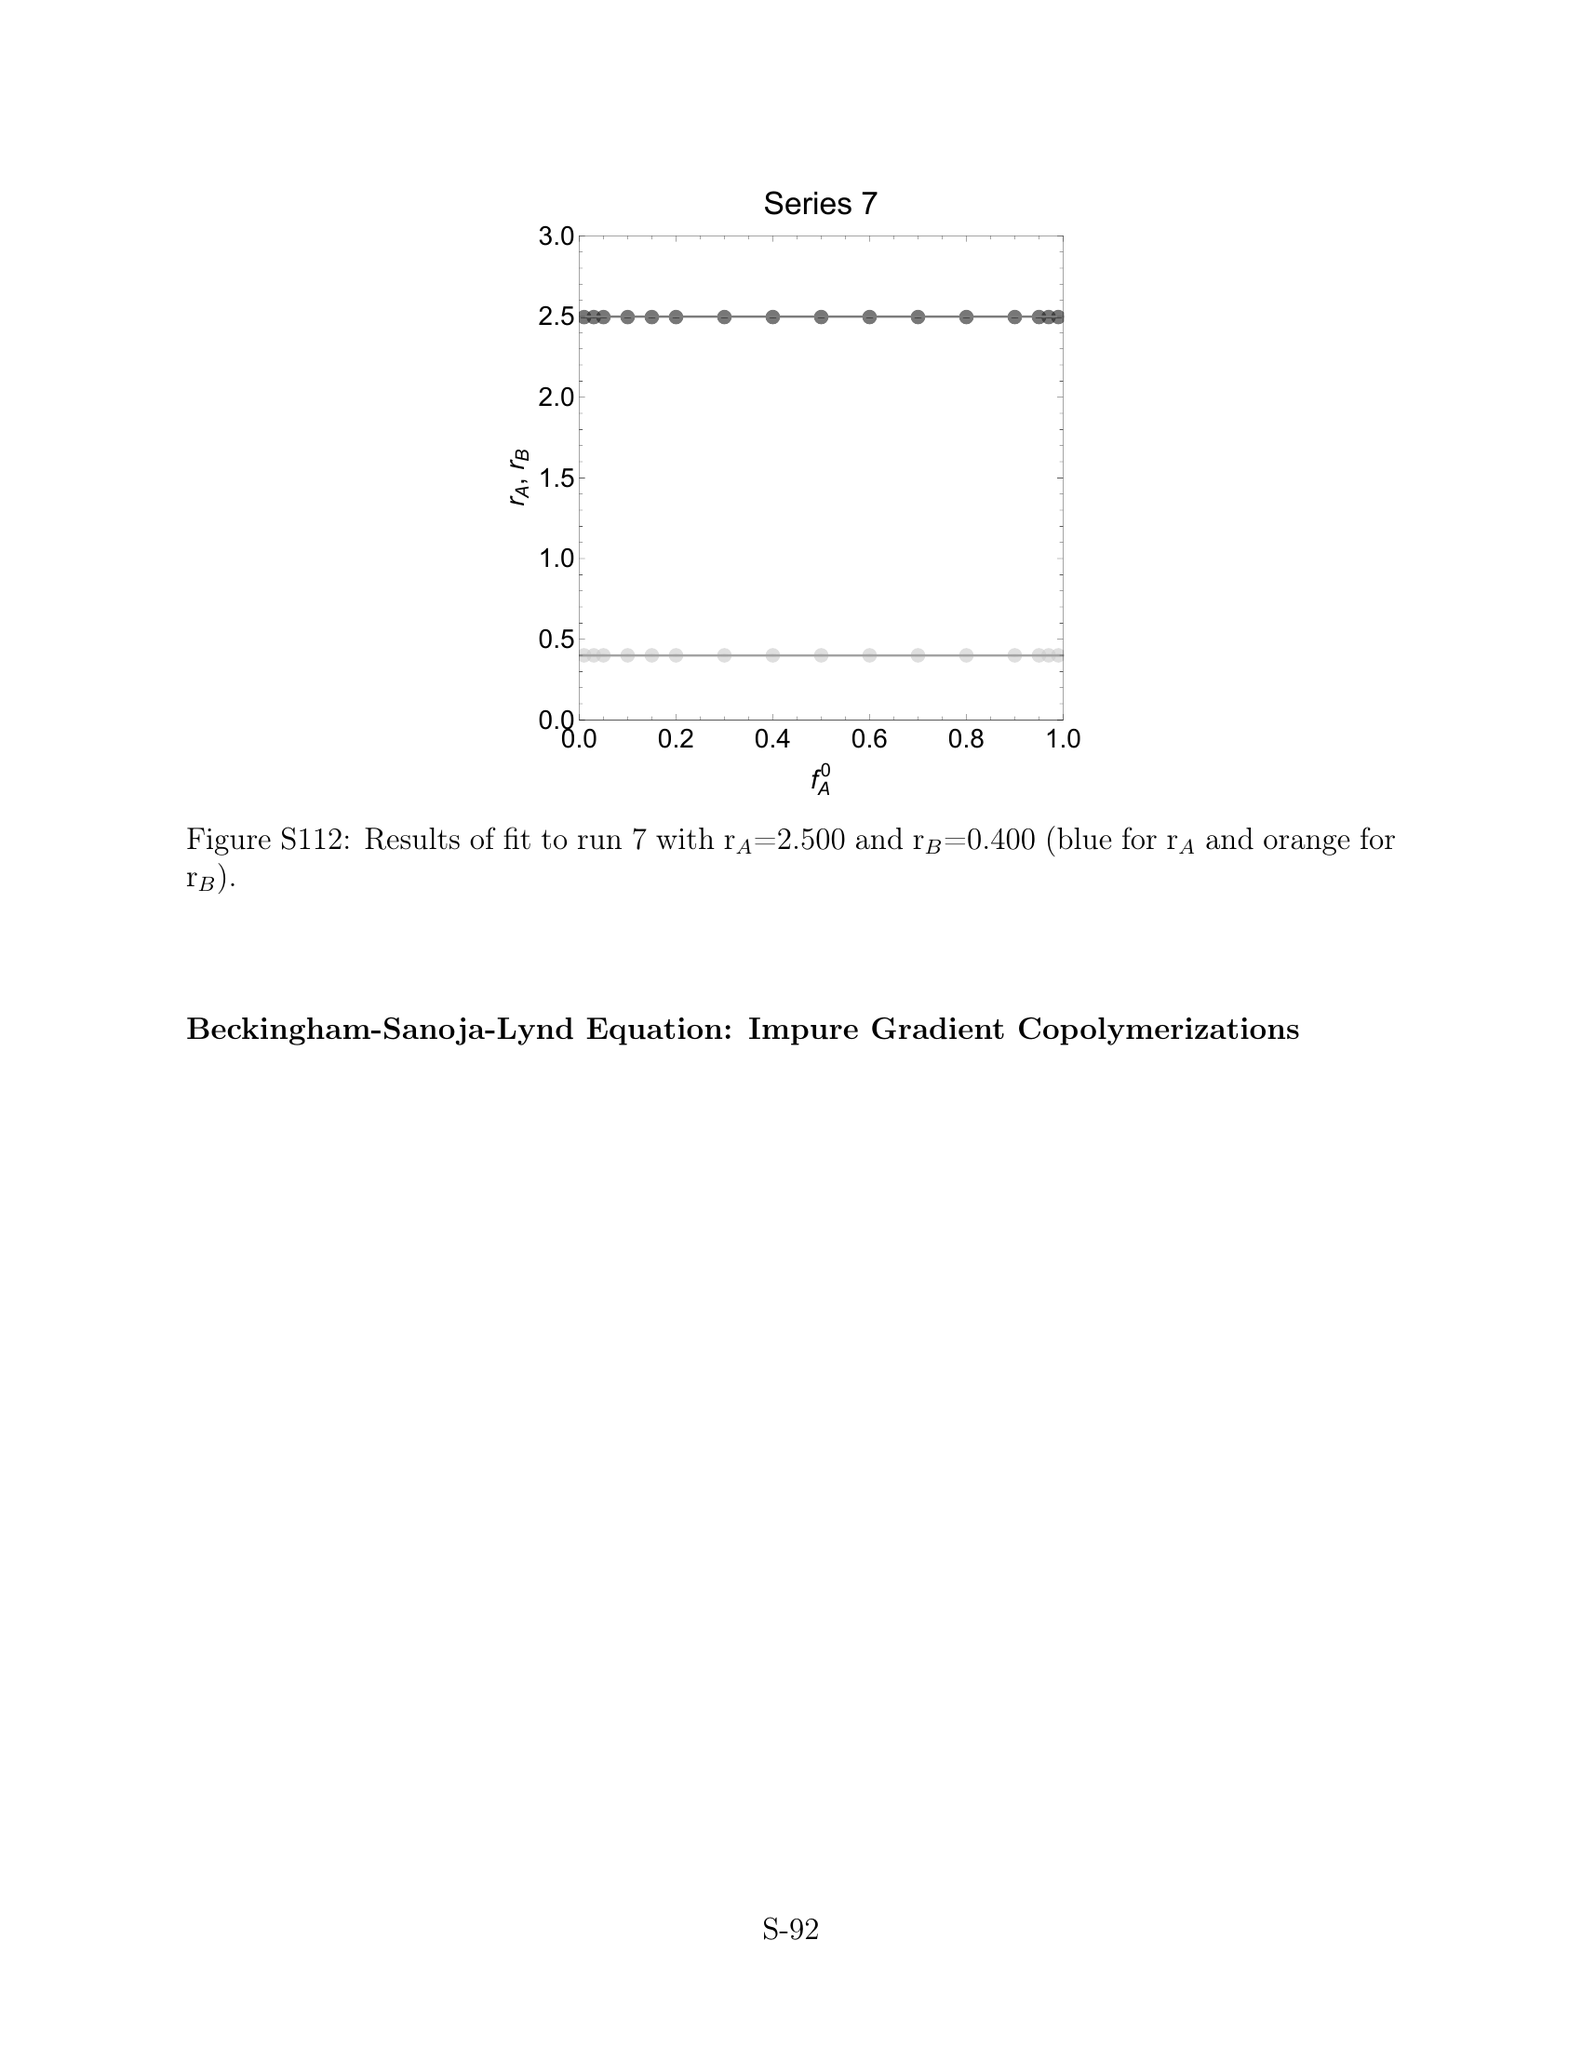 Series 7
3.0
2.5
2.0
1.5
1.0
0.5
0.0
r_A, r_B
0.0 0.2 0.4 0.6 0.8 1.0
f_A^0
Figure S112: Results of fit to run 7 with r_A=2.500 and r_B=0.400 (blue for r_A and orange for
r_B).
Beckingham-Sanoja-Lynd Equation: Impure Gradient Copolymerizations
S-92